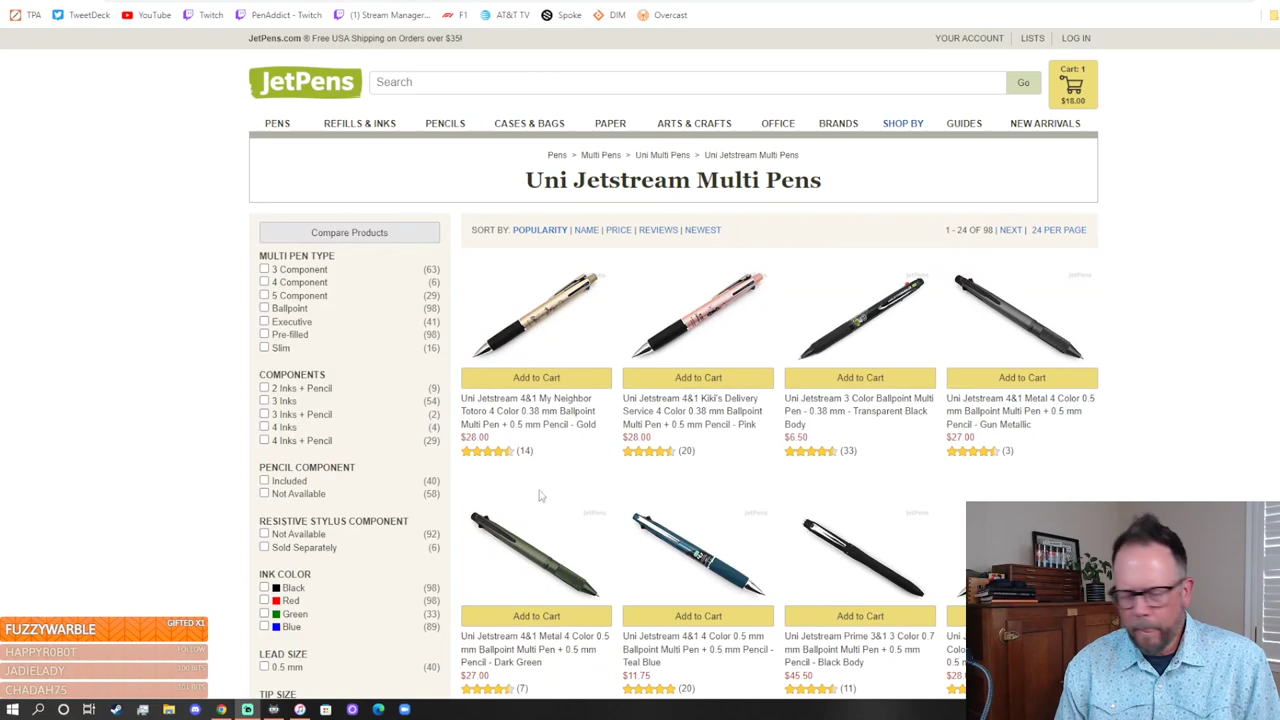 TPA TweetDeck YouTube Twitch PenAddict - Twitch (1) Stream Manager... F1 AT&T TV Spoke DIM Overcast
JetPens.com ® Free USA Shipping on Orders over $35! YOUR ACCOUNT | LISTS | LOG IN
JetPens Search Go Cart: 1
$18.00
PENS REFILLS & INKS PENCILS CASES & BAGS PAPER ARTS & CRAFTS OFFICE BRANDS SHOP BY GUIDES NEW ARRIVALS
Pens > Multi Pens > Uni Multi Pens > Uni Jetstream Multi Pens
Uni Jetstream Multi Pens
Compare Products
MULTI PEN TYPE
3 Component (63)
4 Component (6)
5 Component (29)
Ballpoint (98)
Executive (41)
Pre-filled (98)
Slim (16)
COMPONENTS
2 Inks + Pencil (9)
3 Inks (54)
3 Inks + Pencil (2)
4 Inks (4)
4 Inks + Pencil (29)
PENCIL COMPONENT
Included (40)
Not Available (58)
RESISTIVE STYLUS COMPONENT
Not Available (92)
Sold Separately (6)
INK COLOR
Black (98)
Red (98)
Green (33)
Blue (89)
LEAD SIZE
0.5 mm (40)
TIP SIZE
SORT BY: POPULARITY | NAME | PRICE | REVIEWS | NEWEST 1 - 24 OF 98 | NEXT | 24 PER PAGE
JetPens
Add to Cart
Uni Jetstream 4&1 My Neighbor
Totoro 4 Color 0.38 mm Ballpoint
Multi Pen + 0.5 mm Pencil - Gold
$28.00
(14)
JetPens
Add to Cart
Uni Jetstream 4&1 Kiki's Delivery
Service 4 Color 0.38 mm Ballpoint
Multi Pen + 0.5 mm Pencil - Pink
$28.00
(20)
JetPens
Add to Cart
Uni Jetstream 3 Color Ballpoint Multi
Pen - 0.38 mm - Transparent Black
Body
$6.50
(33)
JetPens
Add to Cart
Uni Jetstream 4&1 Metal 4 Color 0.5
mm Ballpoint Multi Pen + 0.5 mm
Pencil - Gun Metallic
$27.00
(3)
JetPens
Add to Cart
Uni Jetstream 4&1 Metal 4 Color 0.5
mm Ballpoint Multi Pen + 0.5 mm
Pencil - Dark Green
$27.00
(7)
JetPens
Add to Cart
Uni Jetstream 4&1 4 Color 0.5 mm
Ballpoint Multi Pen + 0.5 mm Pencil -
Teal Blue
$11.75
(20)
JetPens
Add to Cart
Uni Jetstream Prime 3&1 3 Color 0.7
mm Ballpoint Multi Pen + 0.5 mm
Pencil - Black Body
$45.50
(11)
FUZZYWARBLE GIFTED X1
HAPPYR0B0T FOLLOW
JADIELADY 100 BITS
CHADAH75 101 BITS